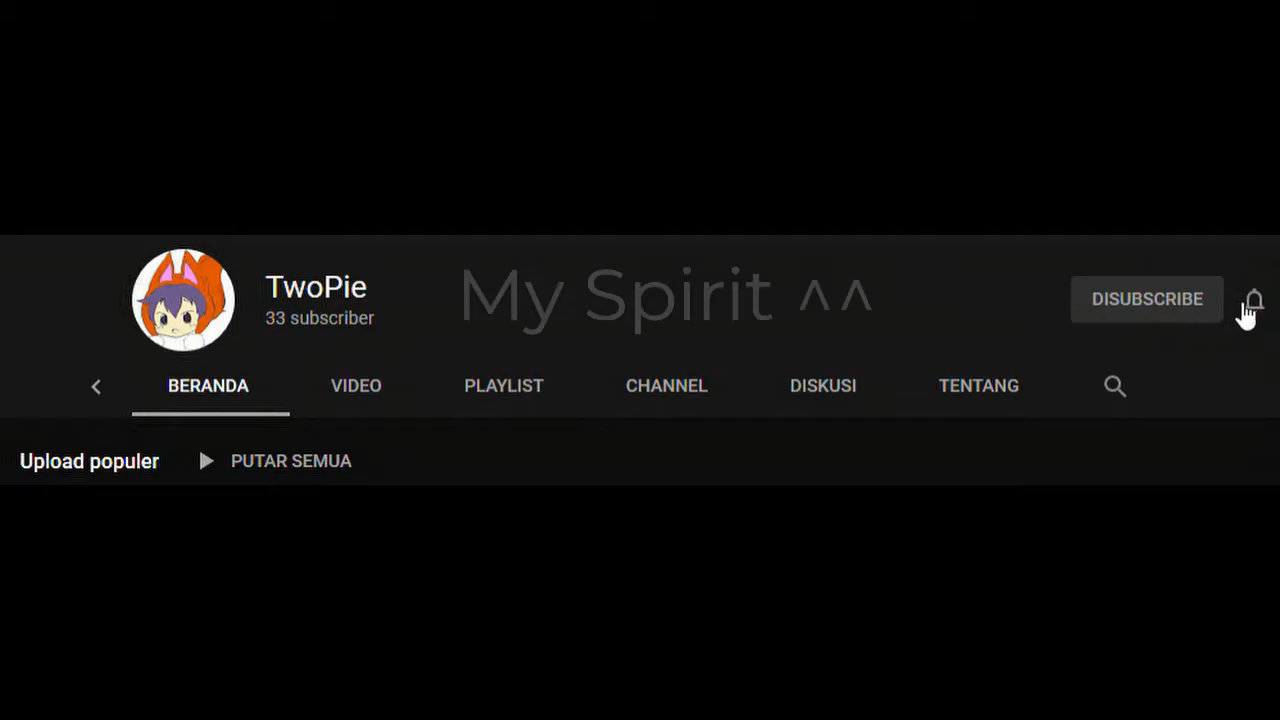 TwoPie
33 subscriber
My Spirit ^^
DISUBSCRIBE
BERANDA
VIDEO
PLAYLIST
CHANNEL
DISKUSI
TENTANG
Upload populer
PUTAR SEMUA